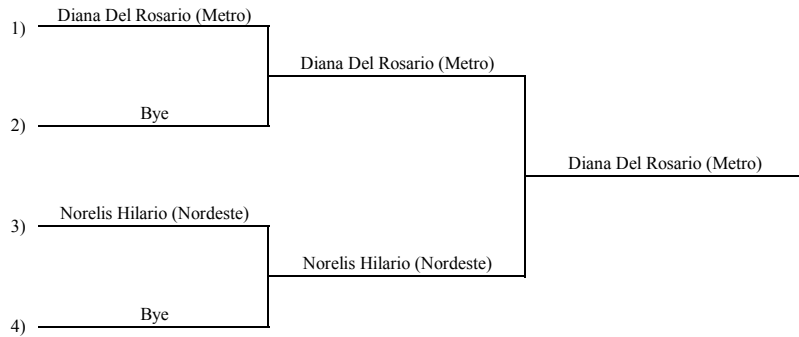 Diana Del Rosario (Metro)
1)
Diana Del Rosario (Metro)
Bye
2)
Diana Del Rosario (Metro)
Norelis Hilario (Nordeste)
3)
Norelis Hilario (Nordeste)
Bye
4)